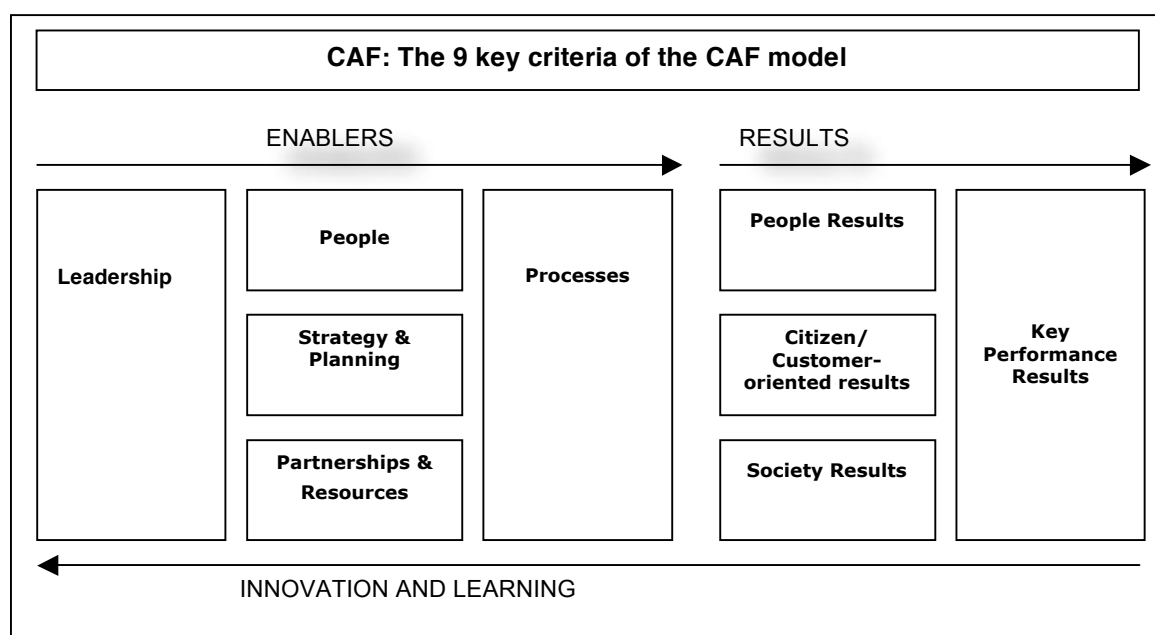 CAF: The 9 key criteria of the CAF model
ENABLERS
RESULTS
Leadership
People
Strategy &
Planning
Partnerships &
Resources
Processes
People Results
Citizen/
Customer-
oriented results
Society Results
Key
Performance
Results
INNOVATION AND LEARNING